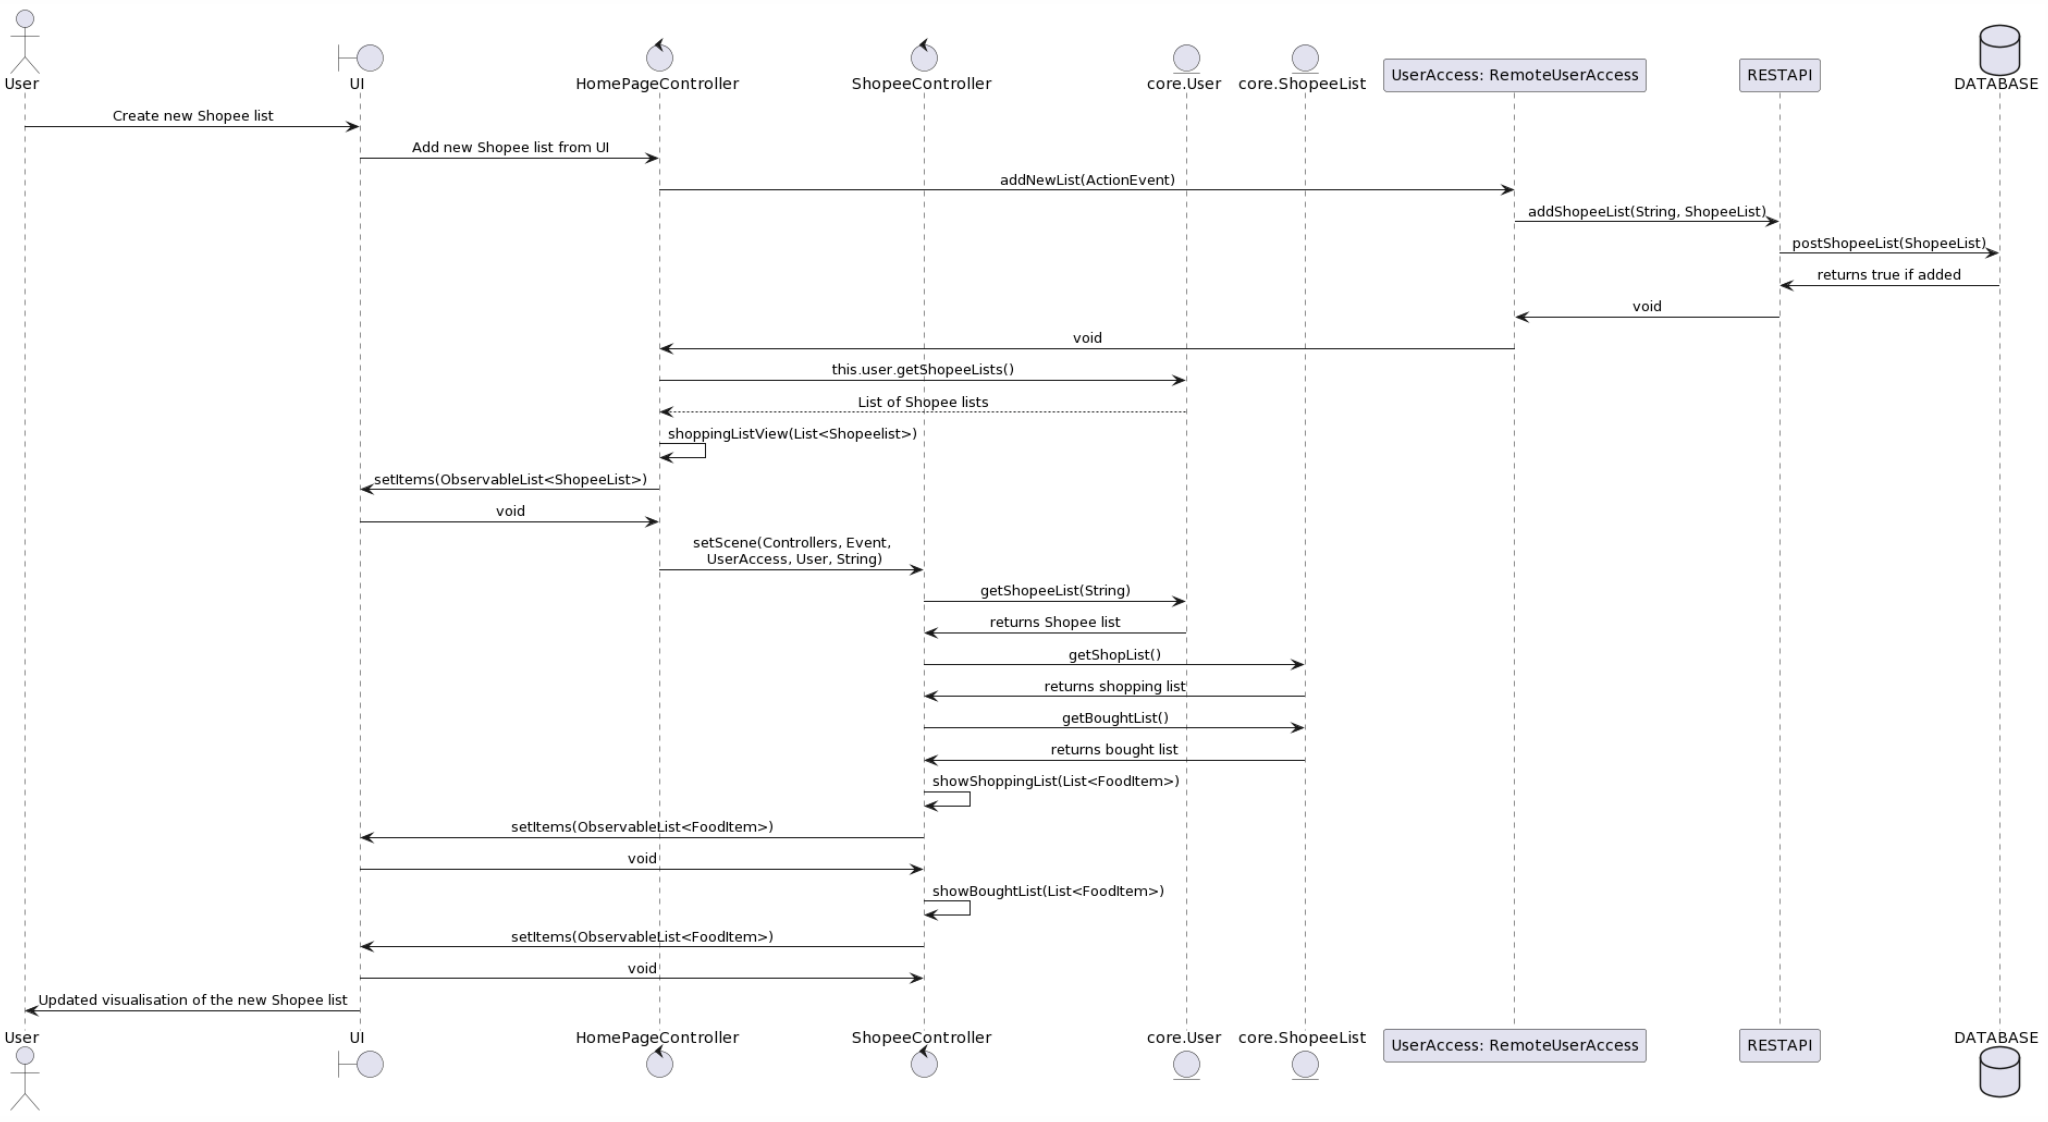 User
UI
HomePageController
ShopeeController
core.User
core.ShopeeList
UserAccess: RemoteUserAccess
RESTAPI
DATABASE
Create new Shopee list
Add new Shopee list from UI
addNewList(ActionEvent)
addShopeeList(String, ShopeeList)
postShopeeList(ShopeeList)
returns true if added
void
void
this.user.getShopeeLists()
List of Shopee lists
shoppingListView(List<Shopeelist>)
setItems(ObservableList<ShopeeList>)
void
setScene(Controllers, Event,
UserAccess, User, String)
getShopeeList(String)
returns Shopee list
getShopList()
returns shopping list
getBoughtList()
returns bought list
showShoppingList(List<FoodItem>)
setItems(ObservableList<FoodItem>)
void
showBoughtList(List<FoodItem>)
setItems(ObservableList<FoodItem>)
void
Updated visualisation of the new Shopee list
User
UI
HomePageController
ShopeeController
core.User
core.ShopeeList
UserAccess: RemoteUserAccess
RESTAPI
DATABASE